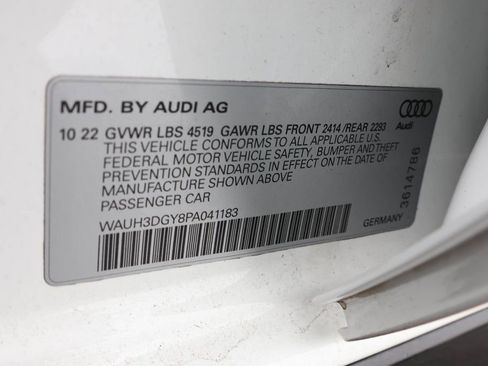 MFD. BY AUDI AG
Audi
10 22 GVWR LBS 4519 GAWR LBS FRONT 2414 /REAR 2293
THIS VEHICLE CONFORMS TO ALL APPLICABLE U.S.
FEDERAL MOTOR VEHICLE SAFETY, BUMPER AND THEFT
PREVENTION STANDARDS IN EFFECT ON THE DATE OF
MANUFACTURE SHOWN ABOVE
PASSENGER CAR
WAUH3DGY8PA041183
3614786
GERMANY